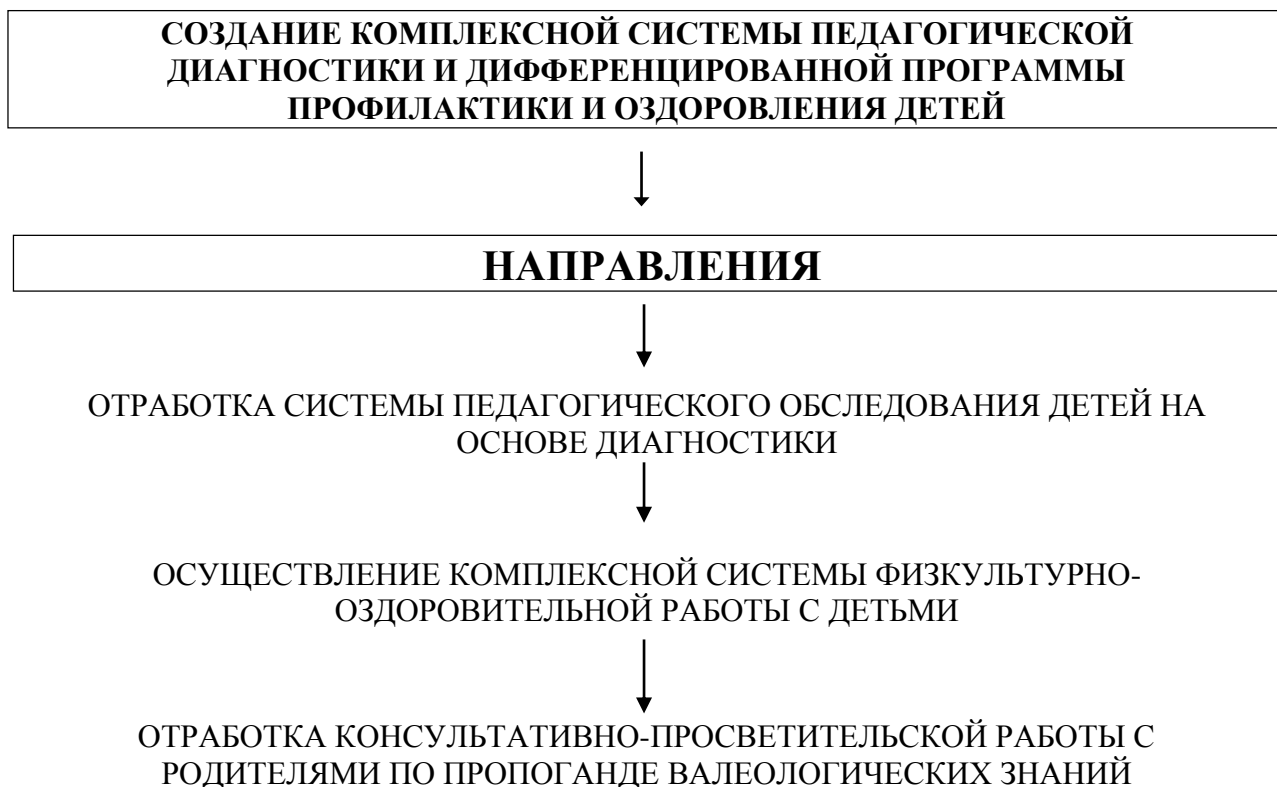 СОЗДАНИЕ КОМПЛЕКСНОЙ СИСТЕМЫ ПЕДАГОГИЧЕСКОЙ
ДИАГНОСТИКИ И ДИФФЕРЕНЦИРОВАННОЙ ПРОГРАММЫ
ПРОФИЛАКТИКИ И ОЗДОРОВЛЕНИЯ ДЕТЕЙ
НАПРАВЛЕНИЯ
ОТРАБОТКА СИСТЕМЫ ПЕДАГОГИЧЕСКОГО ОБСЛЕДОВАНИЯ ДЕТЕЙ НА
ОСНОВЕ ДИАГНОСТИКИ
ОСУЩЕСТВЛЕНИЕ КОМПЛЕКСНОЙ СИСТЕМЫ ФИЗКУЛЬТУРНО-
ОЗДОРОВИТЕЛЬНОЙ РАБОТЫ С ДЕТЬМИ
ОТРАБОТКА КОНСУЛЬТАТИВНО-ПРОСВЕТИТЕЛЬСКОЙ РАБОТЫ С
РОДИТЕЛЯМИ ПО ПРОПОГАНДЕ ВАЛЕОЛОГИЧЕСКИХ ЗНАНИЙ